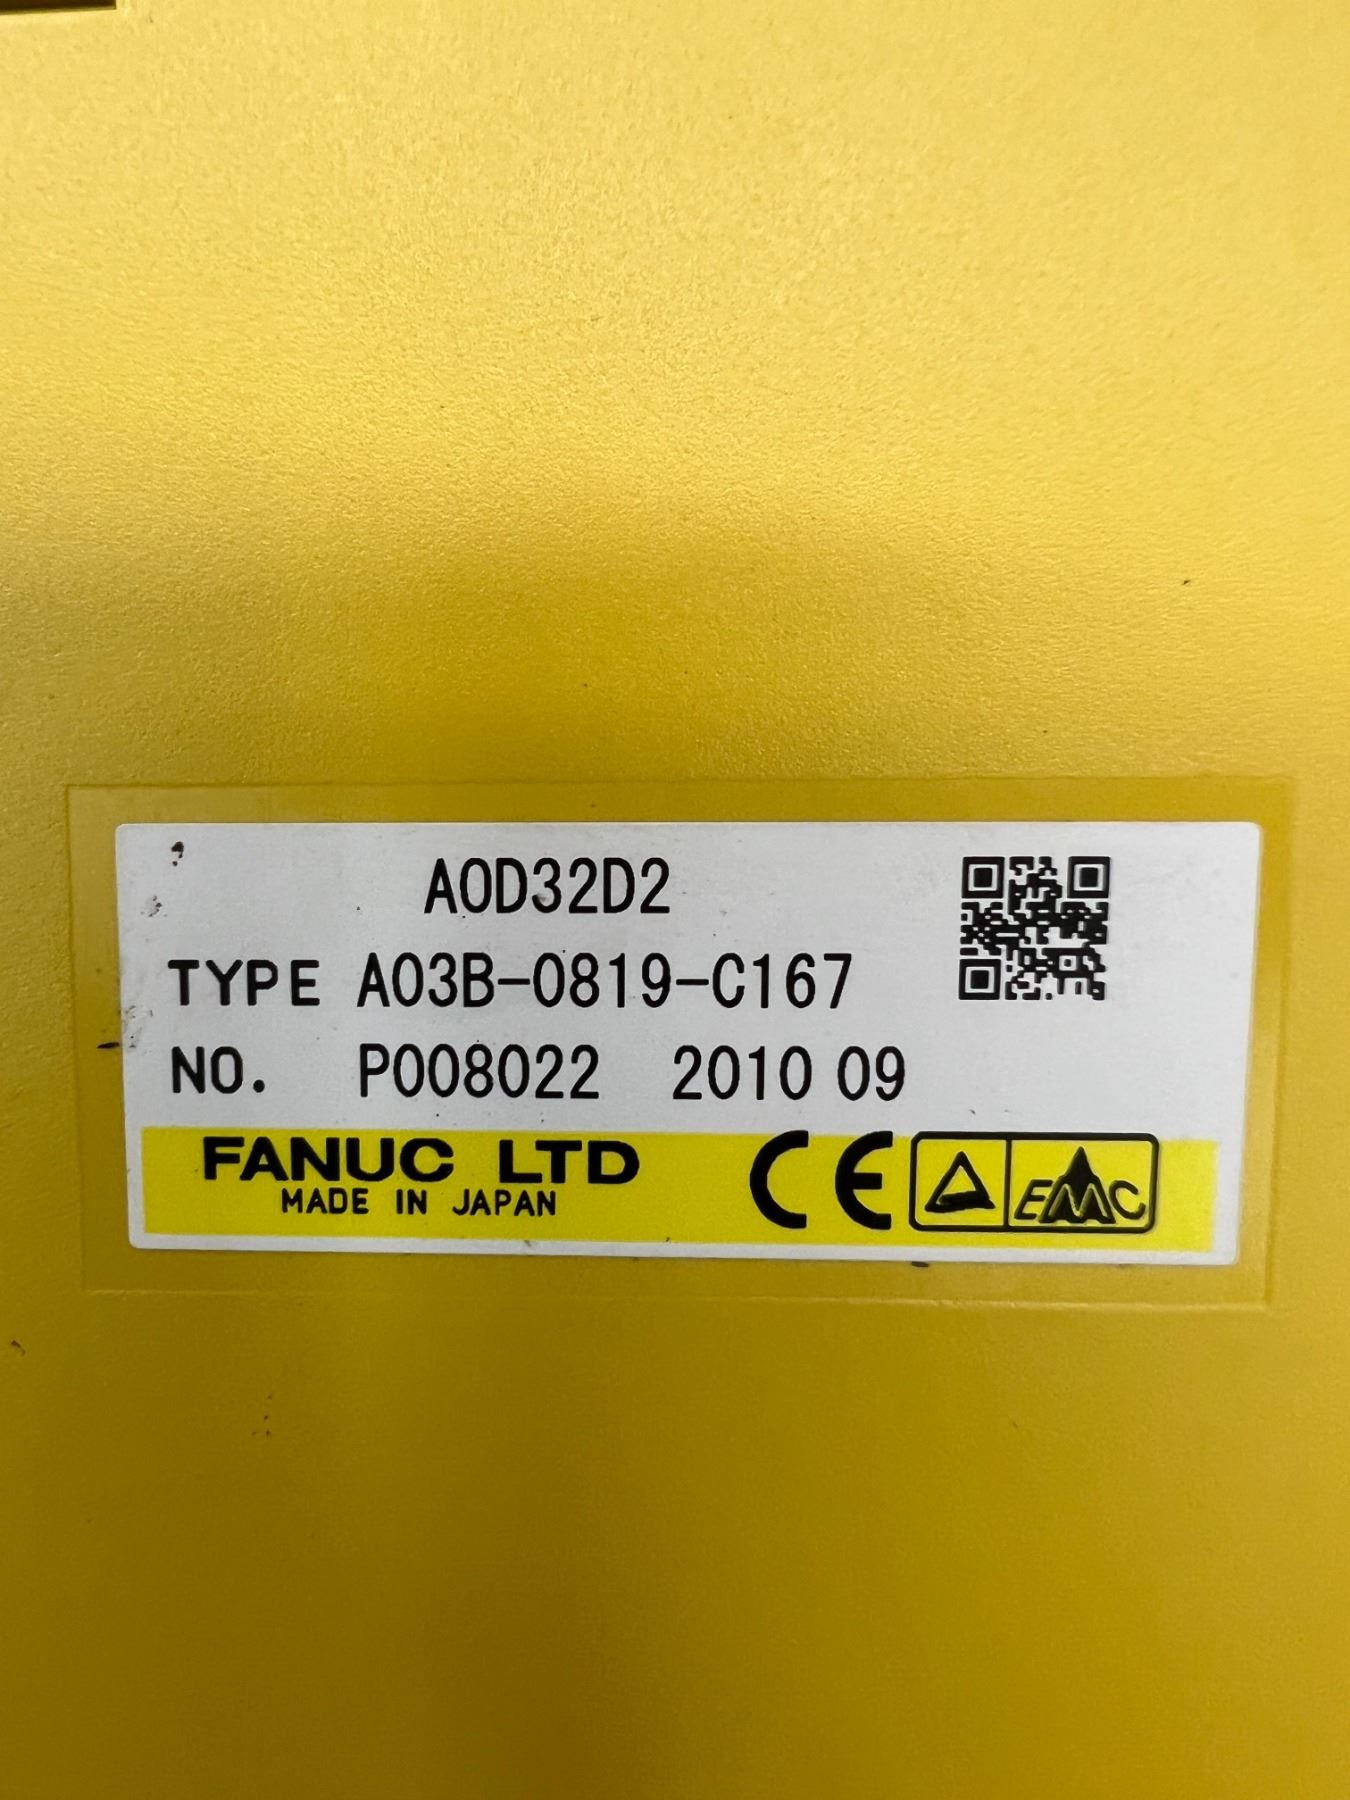 AOD32D2
TYPE A03B-0819-C167
NO. P008022 2010 09
FANUC LTD
MADE IN JAPAN
CE
EMC